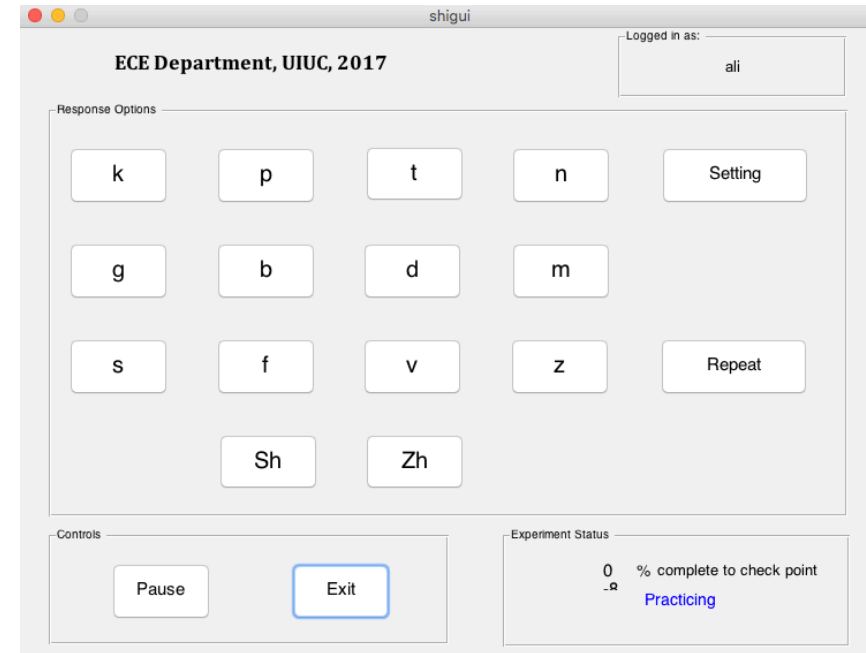 shigui
ECE Department, UIUC, 2017
Logged in as:
ali
Response Options
k p t n Setting
g b d m
s f v z Repeat
Sh Zh
Controls
Pause Exit
Experiment Status
0 % complete to check point
Practicing